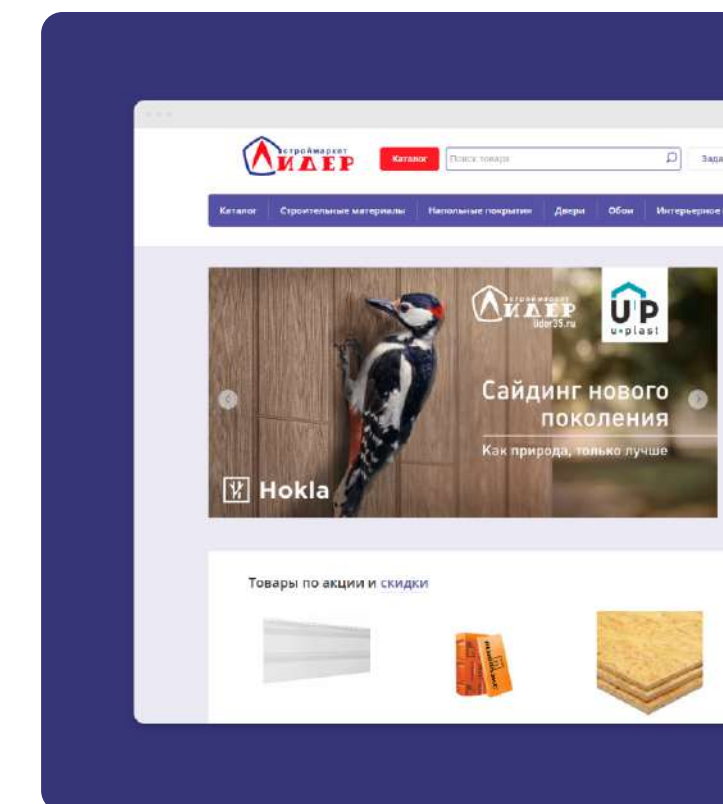 строймаркет
ЛИДЕР
Каталог
Поиск товара
Зада
Каталог
Строительные материалы
Напольные покрытия
Двери
Обои
Интерьерное
строймаркет
ЛИДЕР
lider35.ru
UP
u-plast
Сайдинг нового
поколения
Как природа, только лучше
Hokla
Товары по акции и скидки